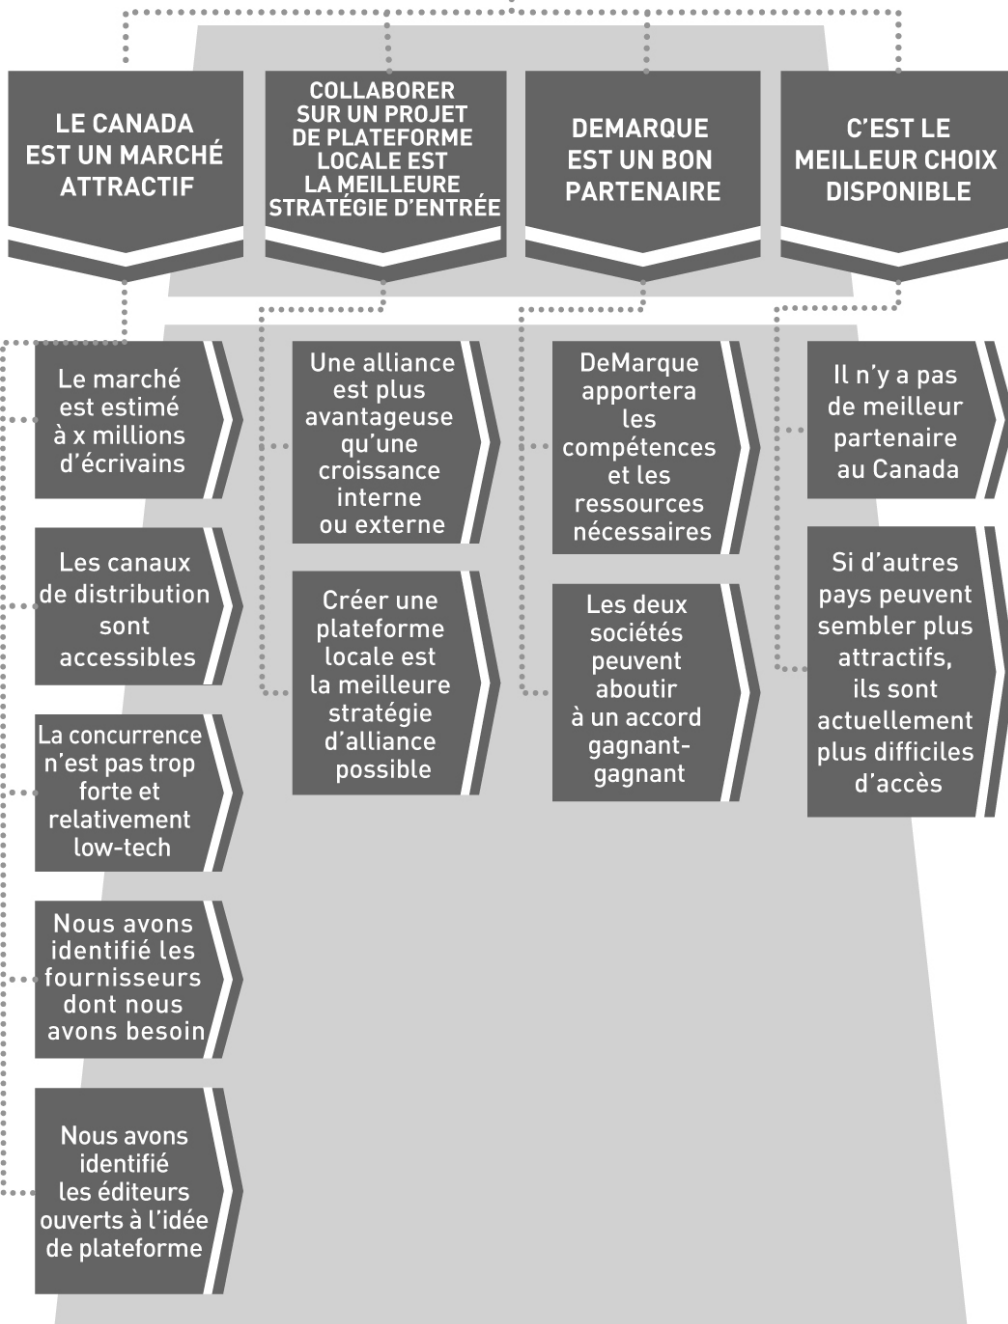 LE CANADA
EST UN MARCHÉ
ATTRACTIF
COLLABORER
SUR UN PROJET
DE PLATEFORME
LOCALE EST
LA MEILLEURE
STRATÉGIE D'ENTRÉE
DEMARQUE
EST UN BON
PARTENAIRE
C'EST LE
MEILLEUR CHOIX
DISPONIBLE
Le marché
est estimé
à x millions
d'écrivains
Les canaux
de distribution
sont
accessibles
La concurrence
n'est pas trop
forte et
relativement
low-tech
Nous avons
identifié les
fournisseurs
dont nous
avons besoin
Nous avons
identifié
les éditeurs
ouverts à l'idée
de plateforme
Une alliance
est plus
avantageuse
qu'une
croissance
interne
ou externe
Créer une
plateforme
locale est
la meilleure
stratégie
d'alliance
possible
DeMarque
apportera
les
compétences
et les
ressources
nécessaires
Les deux
sociétés
peuvent
aboutir
à un accord
gagnant-
gagnant
Il n'y a pas
de meilleur
partenaire
au Canada
Si d'autres
pays peuvent
sembler plus
attractifs,
ils sont
actuellement
plus difficiles
d'accès